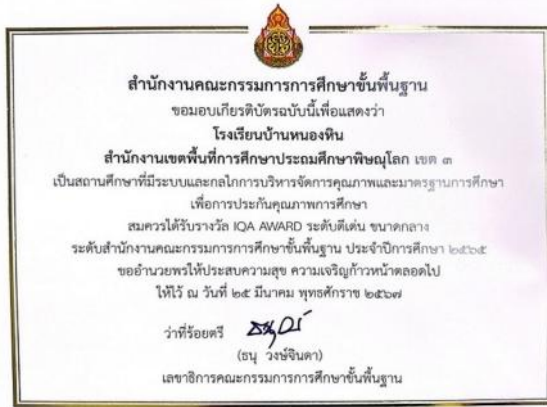 สำนักงานคณะกรรมการการศึกษาขั้นพื้นฐาน
ขอมอบเกียรติบัตรฉบับนี้เพื่อแสดงว่า
โรงเรียนบ้านหนองหิน
สำนักงานเขตพื้นที่การศึกษาประถมศึกษาพิษณุโลก เขต ๓
เป็นสถานศึกษาที่มีระบบและกลไกการบริหารจัดการคุณภาพและมาตรฐานการศึกษา
เพื่อการประกันคุณภาพการศึกษา
สมควรได้รับรางวัล IQA AWARD ระดับดีเด่น ขนาดกลาง
ระดับสำนักงานคณะกรรมการการศึกษาขั้นพื้นฐาน ประจำปีการศึกษา ๒๕๖๕
ขออำนวยพรให้ประสบความสุข ความเจริญก้าวหน้าตลอดไป
ให้ไว้ ณ วันที่ ๒๕ มีนาคม พุทธศักราช ๒๕๖๗
ว่าที่ร้อยตรี
(ธนุ วงษ์จินดา)
เลขาธิการคณะกรรมการการศึกษาขั้นพื้นฐาน